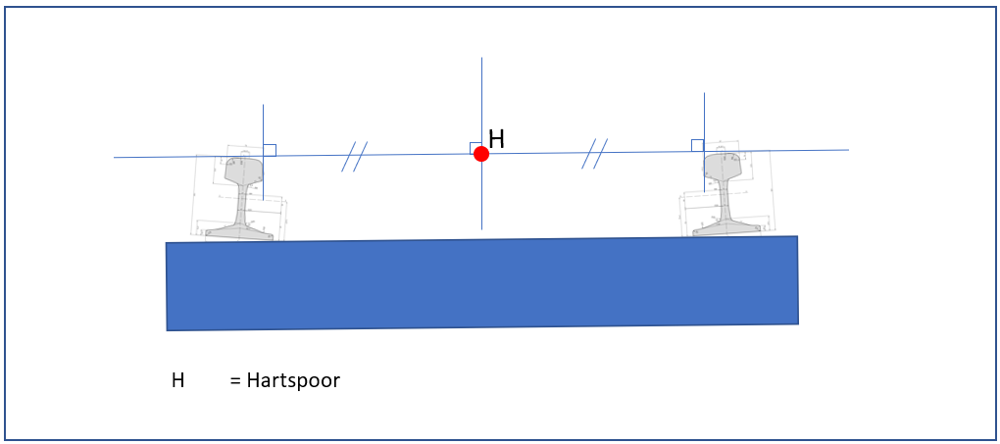 H
H = Hartspoor